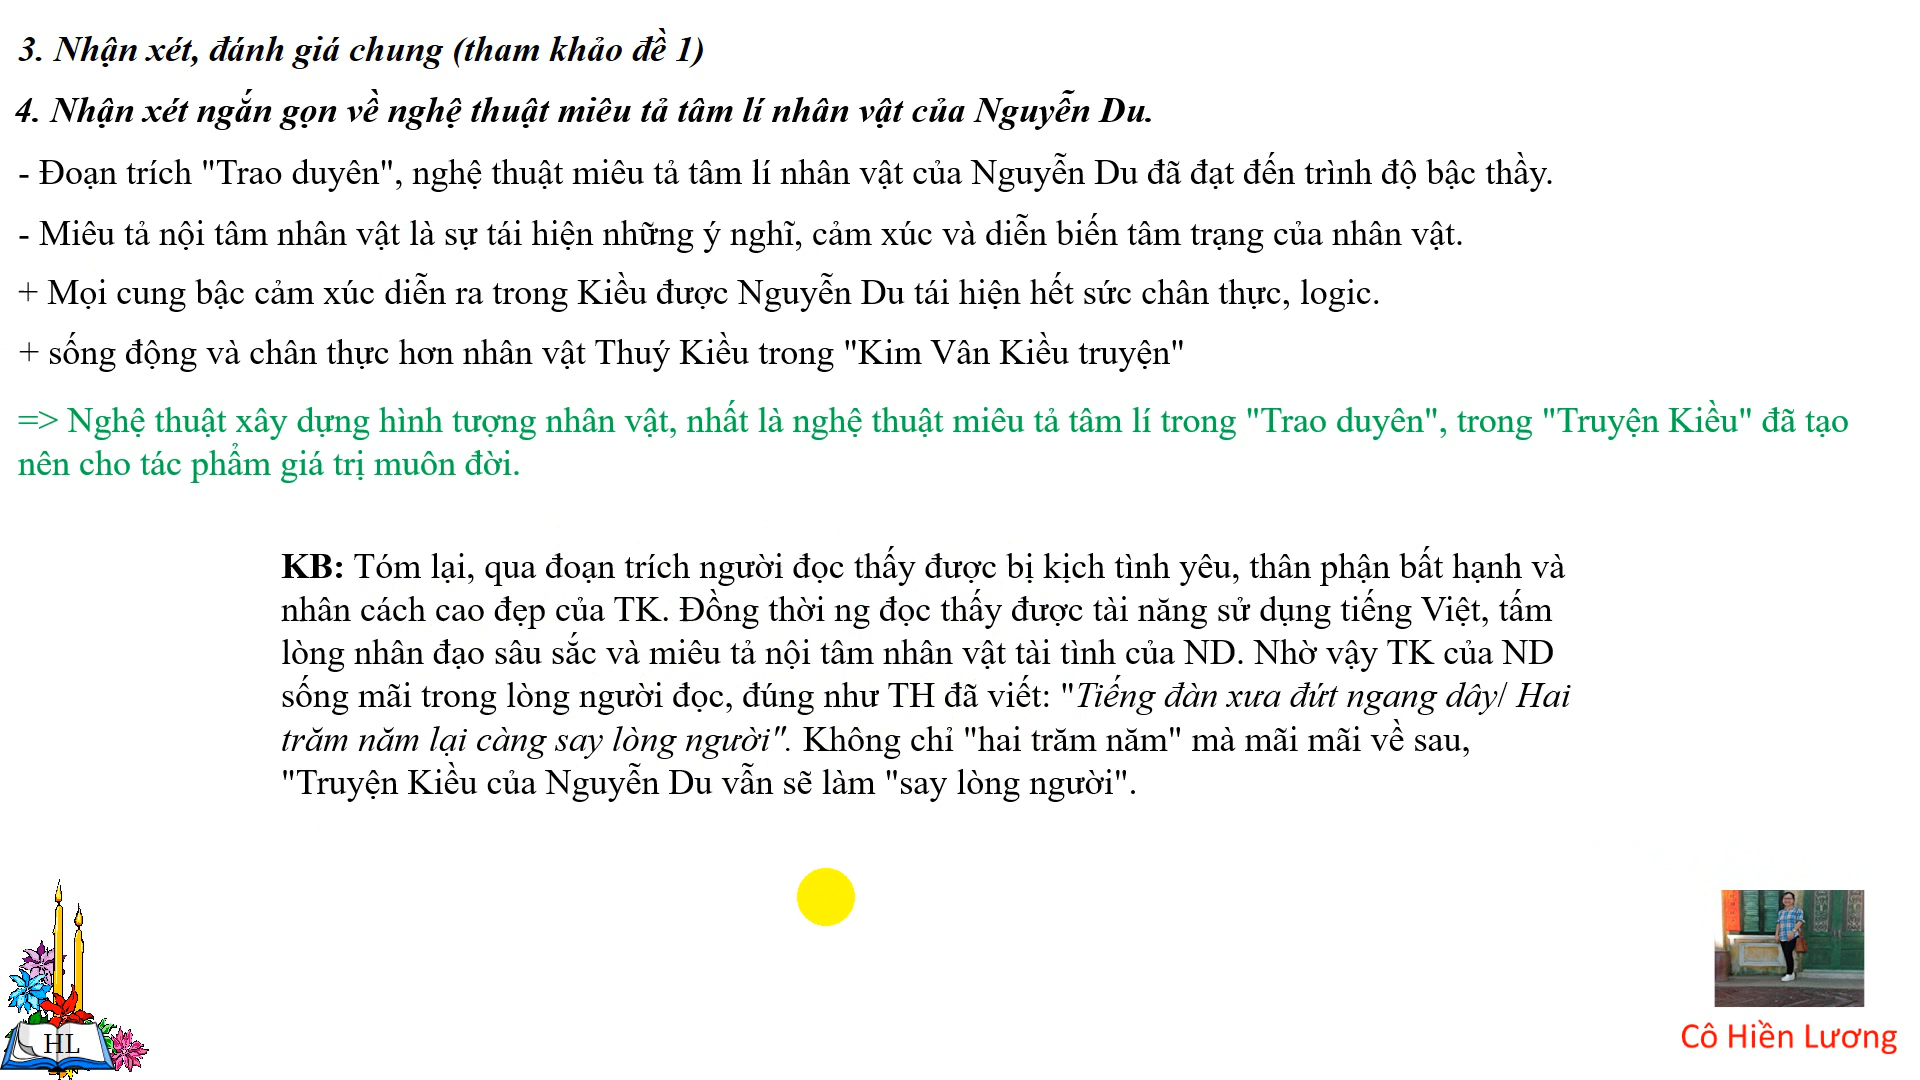 3. Nhận xét, đánh giá chung (tham khảo đề 1)
4. Nhận xét ngắn gọn về nghệ thuật miêu tả tâm lí nhân vật của Nguyễn Du.
- Đoạn trích "Trao duyên", nghệ thuật miêu tả tâm lí nhân vật của Nguyễn Du đã đạt đến trình độ bậc thầy.
- Miêu tả nội tâm nhân vật là sự tái hiện những ý nghĩ, cảm xúc và diễn biến tâm trạng của nhân vật.
+ Mọi cung bậc cảm xúc diễn ra trong Kiều được Nguyễn Du tái hiện hết sức chân thực, logic.
+ sống động và chân thực hơn nhân vật Thuý Kiều trong "Kim Vân Kiều truyện"
=> Nghệ thuật xây dựng hình tượng nhân vật, nhất là nghệ thuật miêu tả tâm lí trong "Trao duyên", trong "Truyện Kiều" đã tạo
nên cho tác phẩm giá trị muôn đời.
KB: Tóm lại, qua đoạn trích người đọc thấy được bị kịch tình yêu, thân phận bất hạnh và
nhân cách cao đẹp của TK. Đồng thời ng đọc thấy được tài năng sử dụng tiếng Việt, tấm
lòng nhân đạo sâu sắc và miêu tả nội tâm nhân vật tài tình của ND. Nhờ vậy TK của ND
sống mãi trong lòng người đọc, đúng như TH đã viết: "Tiếng đàn xưa đứt ngang dây/ Hai
trăm năm lại càng say lòng người". Không chỉ "hai trăm năm" mà mãi mãi về sau,
"Truyện Kiều của Nguyễn Du vẫn sẽ làm "say lòng người".
HL
Cô Hiền Lương